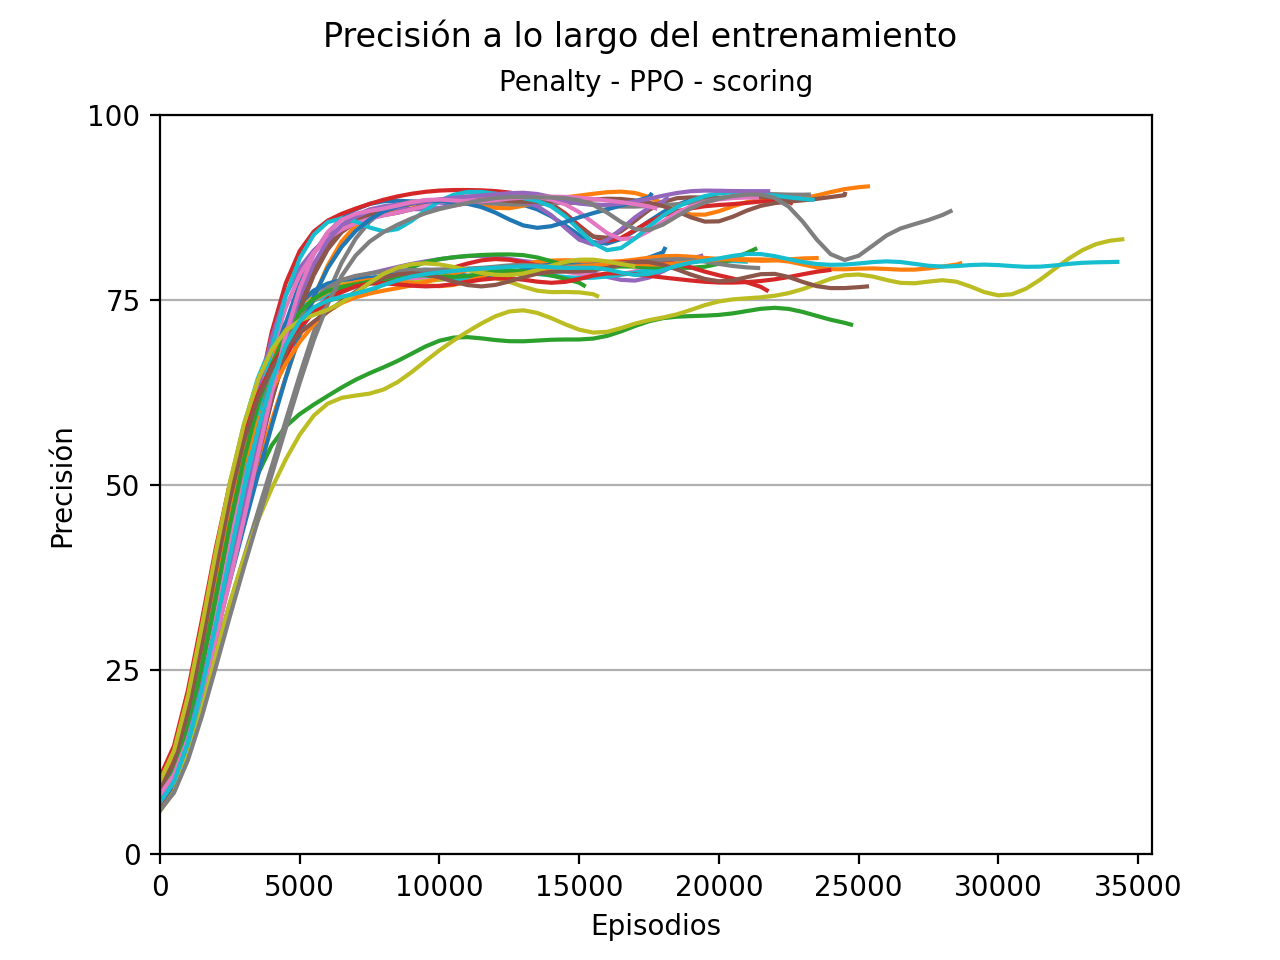 Precisión a lo largo del entrenamiento
Penalty - PPO - scoring
100
75
50
25
0
Precisión
0 5000 10000 15000 20000 25000 30000 35000
Episodios